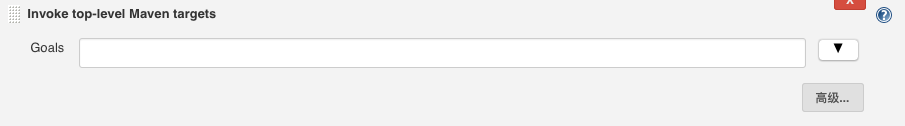 X
Invoke top-level Maven targets
?
Goals
▼
高级...